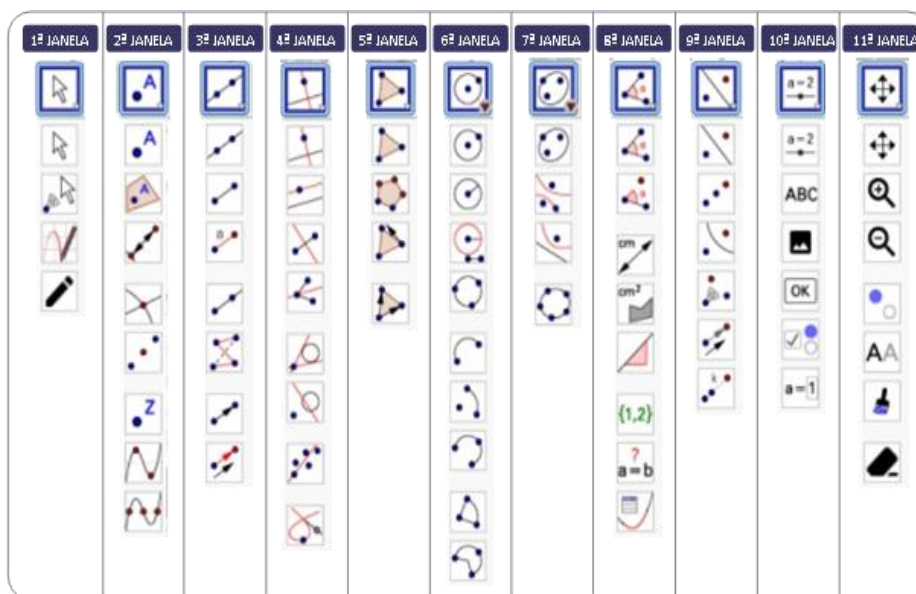 1ª JANELA 2ª JANELA 3ª JANELA 4ª JANELA 5ª JANELA 6ª JANELA 7ª JANELA 8ª JANELA 9ª JANELA 10ª JANELA 11ª JANELA
A a=2
A a=2
A ABC
a cm
cm² OK
AA
Z {1,2} a=1
?
a=b